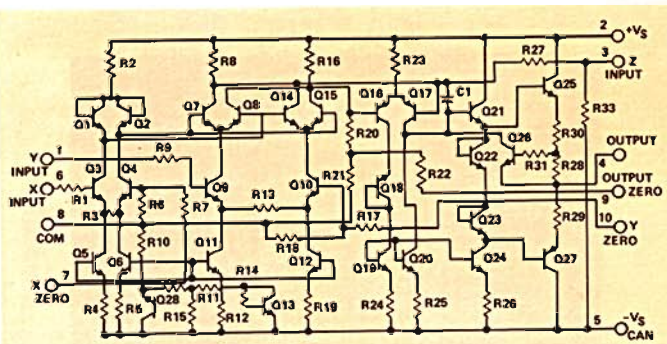 R2
R8
R16
R23
2
+VS
R27
3
Z
INPUT
Q1
Q2
Q7
Q8
Q14
Q15
Q16
Q17
C1
Q21
Q25
R33
R20
Q22
Q26
R30
R31
R28
OUTPUT
4
Y
INPUT
1
R9
Q3
Q4
Q9
Q10
R21
Q18
R22
OUTPUT
ZERO
9
X
INPUT
6
R1
R3
R6
R7
R13
R17
Q23
R29
10
Y
ZERO
COM
8
R10
R18
Q5
Q6
Q11
Q12
Q19
Q20
Q24
Q27
X
ZERO
7
Q28
R11
R14
Q13
R4
R5
R15
R12
R19
R24
R25
R26
5
-VS
CAN